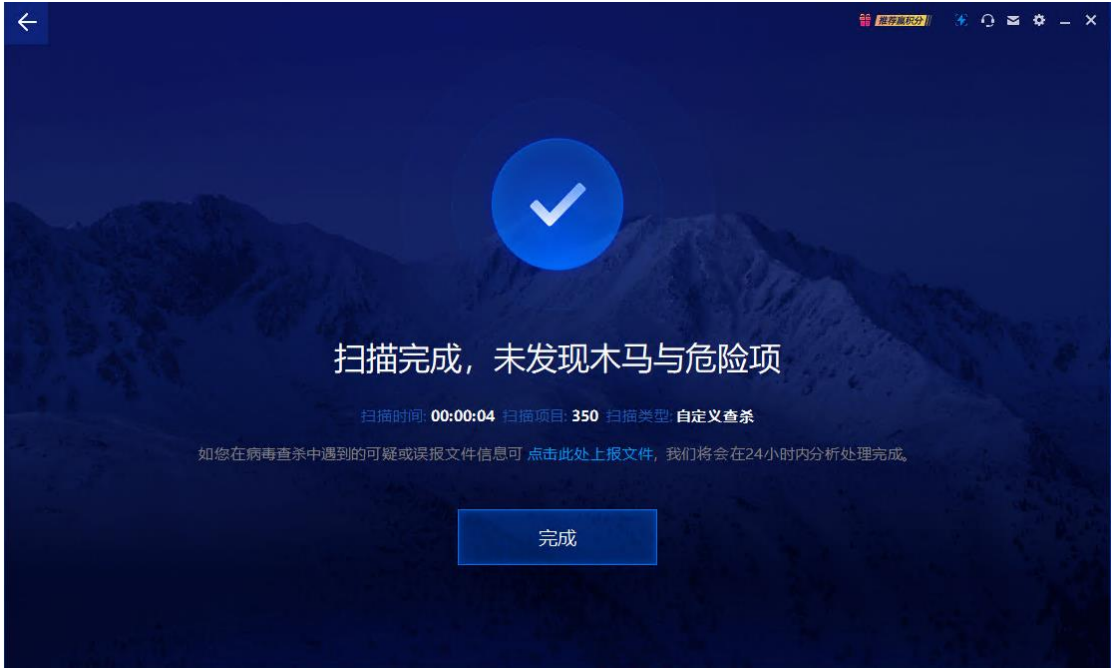 推荐赢积分
扫描完成，未发现木马与危险项
扫描时间: 00:00:04 扫描项目: 350 扫描类型: 自定义查杀
如您在病毒查杀中遇到的可疑或误报文件信息可 点击此处上报文件，我们将会在24小时内分析处理完成。
完成